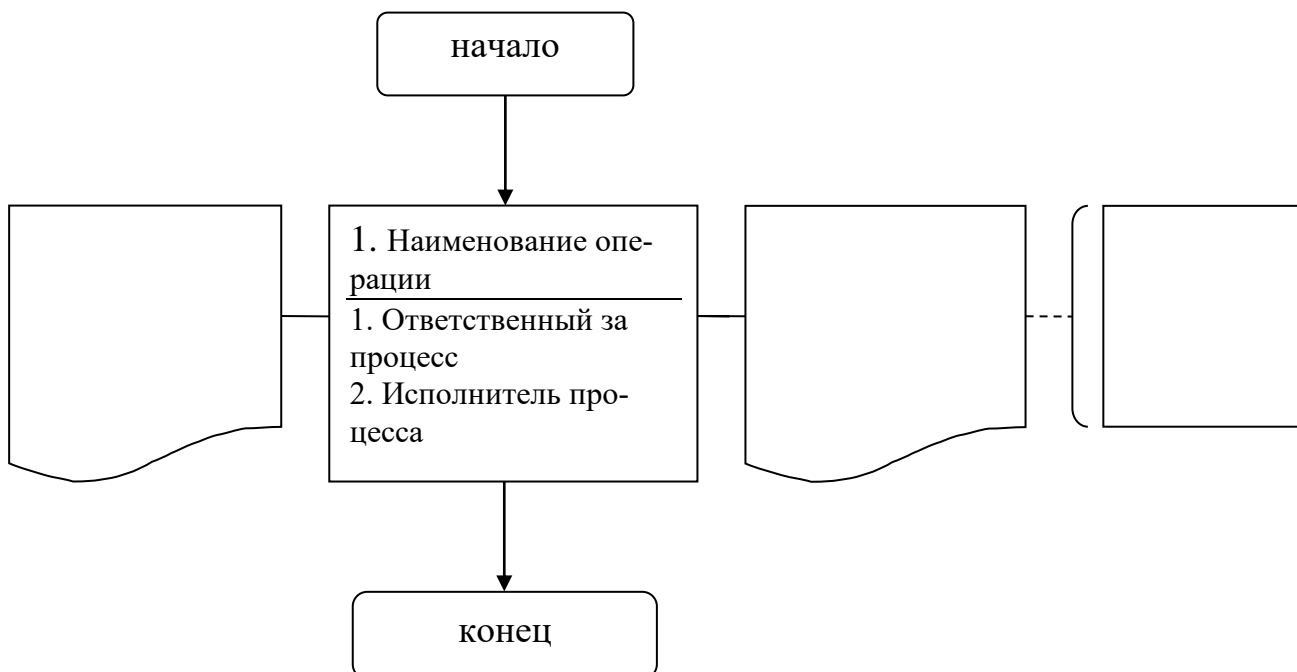 начало
1. Наименование опе-
рации
1. Ответственный за
процесс
2. Исполнитель про-
цесса
конец